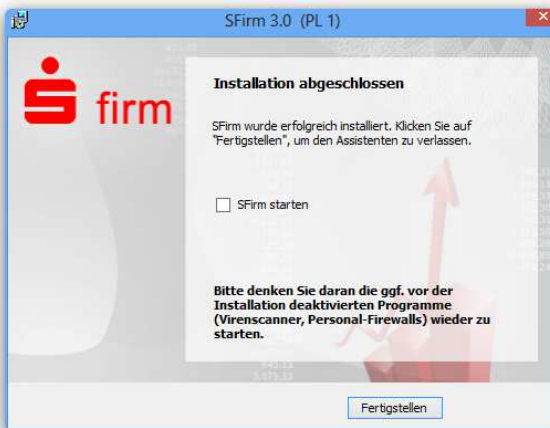 SFirm 3.0 (PL 1)
firm
Installation abgeschlossen
SFirm wurde erfolgreich installiert. Klicken Sie auf
"Fertigstellen", um den Assistenten zu verlassen.
SFirm starten
Bitte denken Sie daran die ggf. vor der
Installation deaktivierten Programme
(Virenscanner, Personal-Firewalls) wieder zu
starten.
Fertigstellen